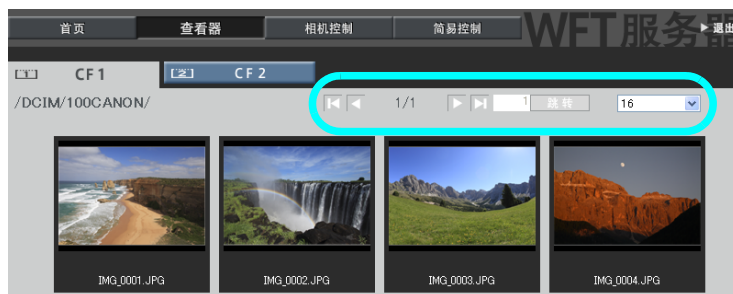 首页 查看器 相机控制 简易控制 WFT服务器 退出
1 CF1 2 CF2
/DCIM/100CANON/ 1/1 1 跳转 16
IMG_0001.JPG IMG_0002.JPG IMG_0003.JPG IMG_0004.JPG